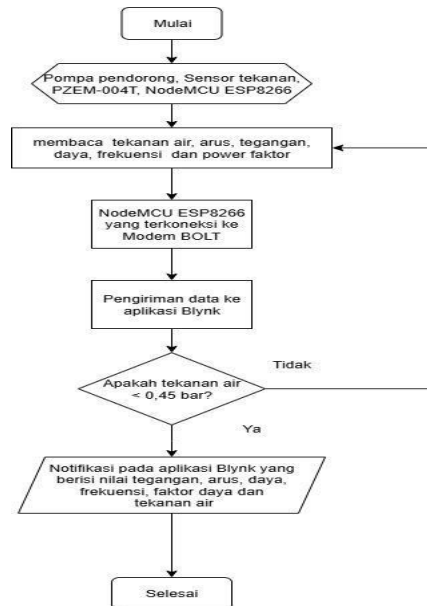 Mulai
Pompa pendorong, Sensor tekanan,
PZEM-004T, NodeMCU ESP8266
membaca tekanan air, arus, tegangan,
daya, frekuensi dan power faktor
NodeMCU ESP8266
yang terkoneksi ke
Modem BOLT
Pengiriman data ke
aplikasi Blynk
Apakah tekanan air
< 0,45 bar?
Tidak
Ya
Notifikasi pada aplikasi Blynk yang
berisi nilai tegangan, arus, daya,
frekuensi, faktor daya dan
tekanan air
Selesai